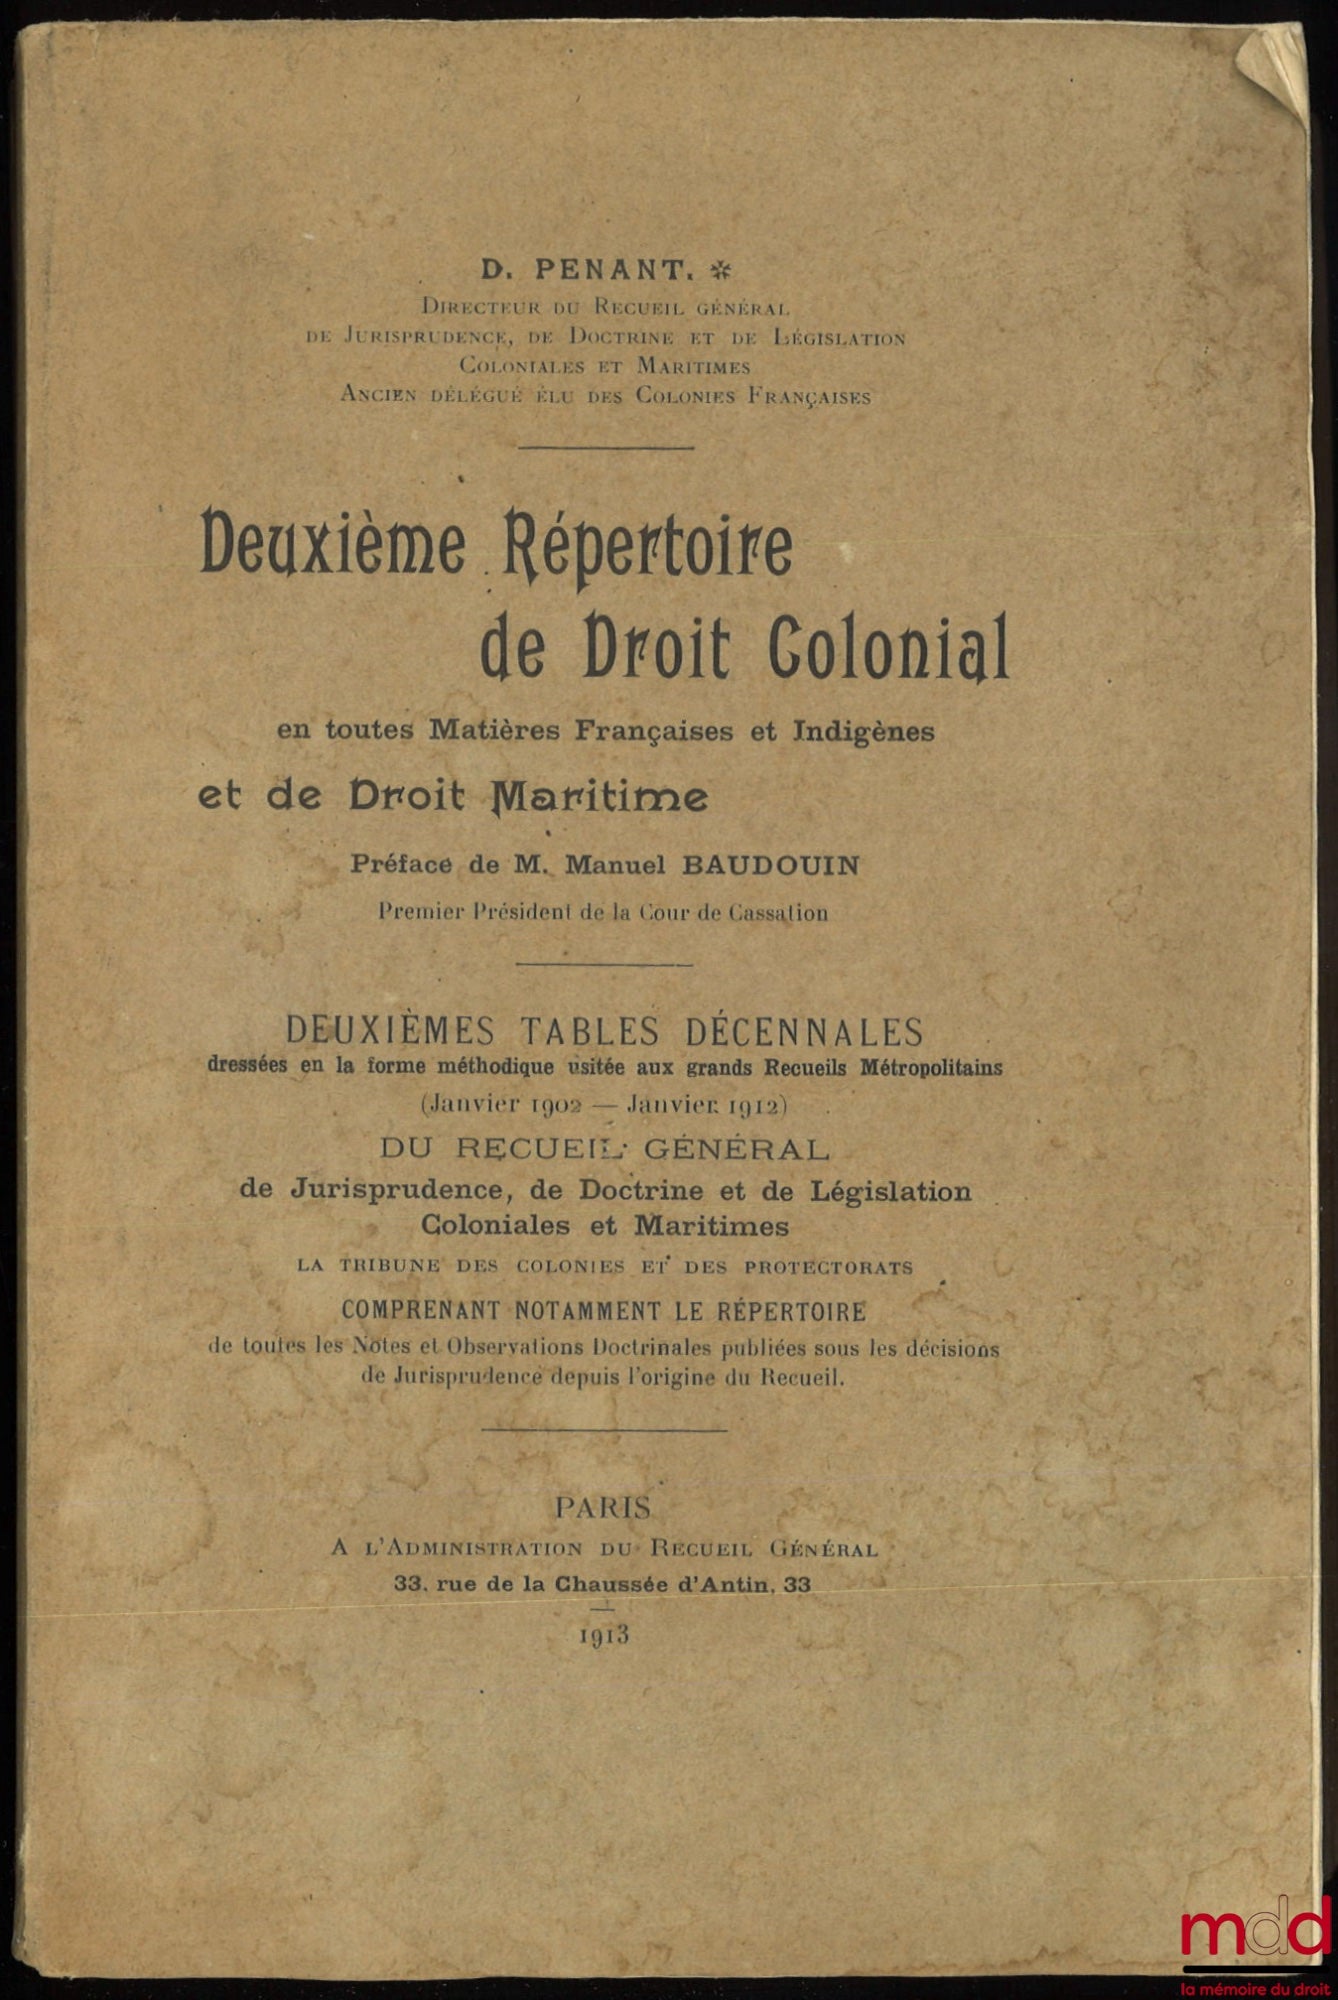 D. PENANT. ✻
DIRECTEUR DU RECUEIL GÉNÉRAL
DE JURISPRUDENCE, DE DOCTRINE ET DE LÉGISLATION
COLONIALES ET MARITIMES
ANCIEN DÉLÉGUÉ ÉLU DES COLONIES FRANÇAISES
Deuxième Répertoire
de Droit Colonial
en toutes Matières Françaises et Indigènes
et de Droit Maritime
Préface de M. Manuel BAUDOUIN
Premier Président de la Cour de Cassation
DEUXIÈMES TABLES DÉCENNALES
dressées en la forme méthodique usitée aux grands Recueils Métropolitains
(Janvier 1902 — Janvier 1912)
DU RECUEIL GÉNÉRAL
de Jurisprudence, de Doctrine et de Législation
Coloniales et Maritimes
LA TRIBUNE DES COLONIES ET DES PROTECTORATS
COMPRENANT NOTAMMENT LE RÉPERTOIRE
de toutes les Notes et Observations Doctrinales publiées sous les décisions
de Jurisprudence depuis l'origine du Recueil.
PARIS
A L'ADMINISTRATION DU RECUEIL GÉNÉRAL
33, rue de la Chaussée d'Antin, 33
1913
mdd
la mémoire du droit